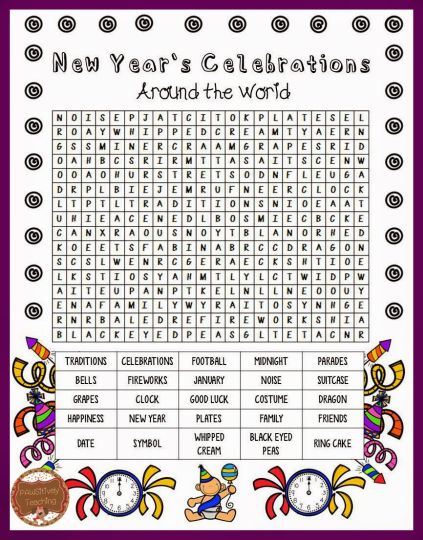 New Year's Celebrations
Around the World
N O I S E P J A T C I T O K P L A T E S E L
R O A Y W H I P P E D C R E A M T Y A E R N
G S S M I N E R C R A A M G R A P E S R I D
O A H B C S R I R M T T A S A I T S C E N W
O O A O H U R S T R E T S O D N F L E U G A
D R P L B I E J E M R U F N E E R C L O C K
L T P T L T R A D I T I O N S N I O E A A T
U H I E A C E N E D L B O S M I E C B C K E
C A N X R A O U S N O Y T B L A N O R H E D
K O E E T S F A B I N A B R C C D R A G O N
S C S L W E N R C G E R A E C K S H T I O E
L K S T I O S Y A H M T L Y L C T W I D P W
A I T E U P A N P T K E L N L L N E O O U Y
E N A F A M I L Y W Y R A I T O S Y N H G E
R N R B A L E D R E F I R E W O R K S H I A
B L A C K E Y E D P E A S G L T E T A C N R
TRADITIONS CELEBRATIONS FOOTBALL MIDNIGHT PARADES
BELLS FIREWORKS JANUARY NOISE SUITCASE
GRAPES CLOCK GOOD LUCK COSTUME DRAGON
HAPPINESS NEW YEAR PLATES FAMILY FRIENDS
DATE SYMBOL WHIPPED CREAM BLACK EYED PEAS RING CAKE
PAWSitively
Teaching